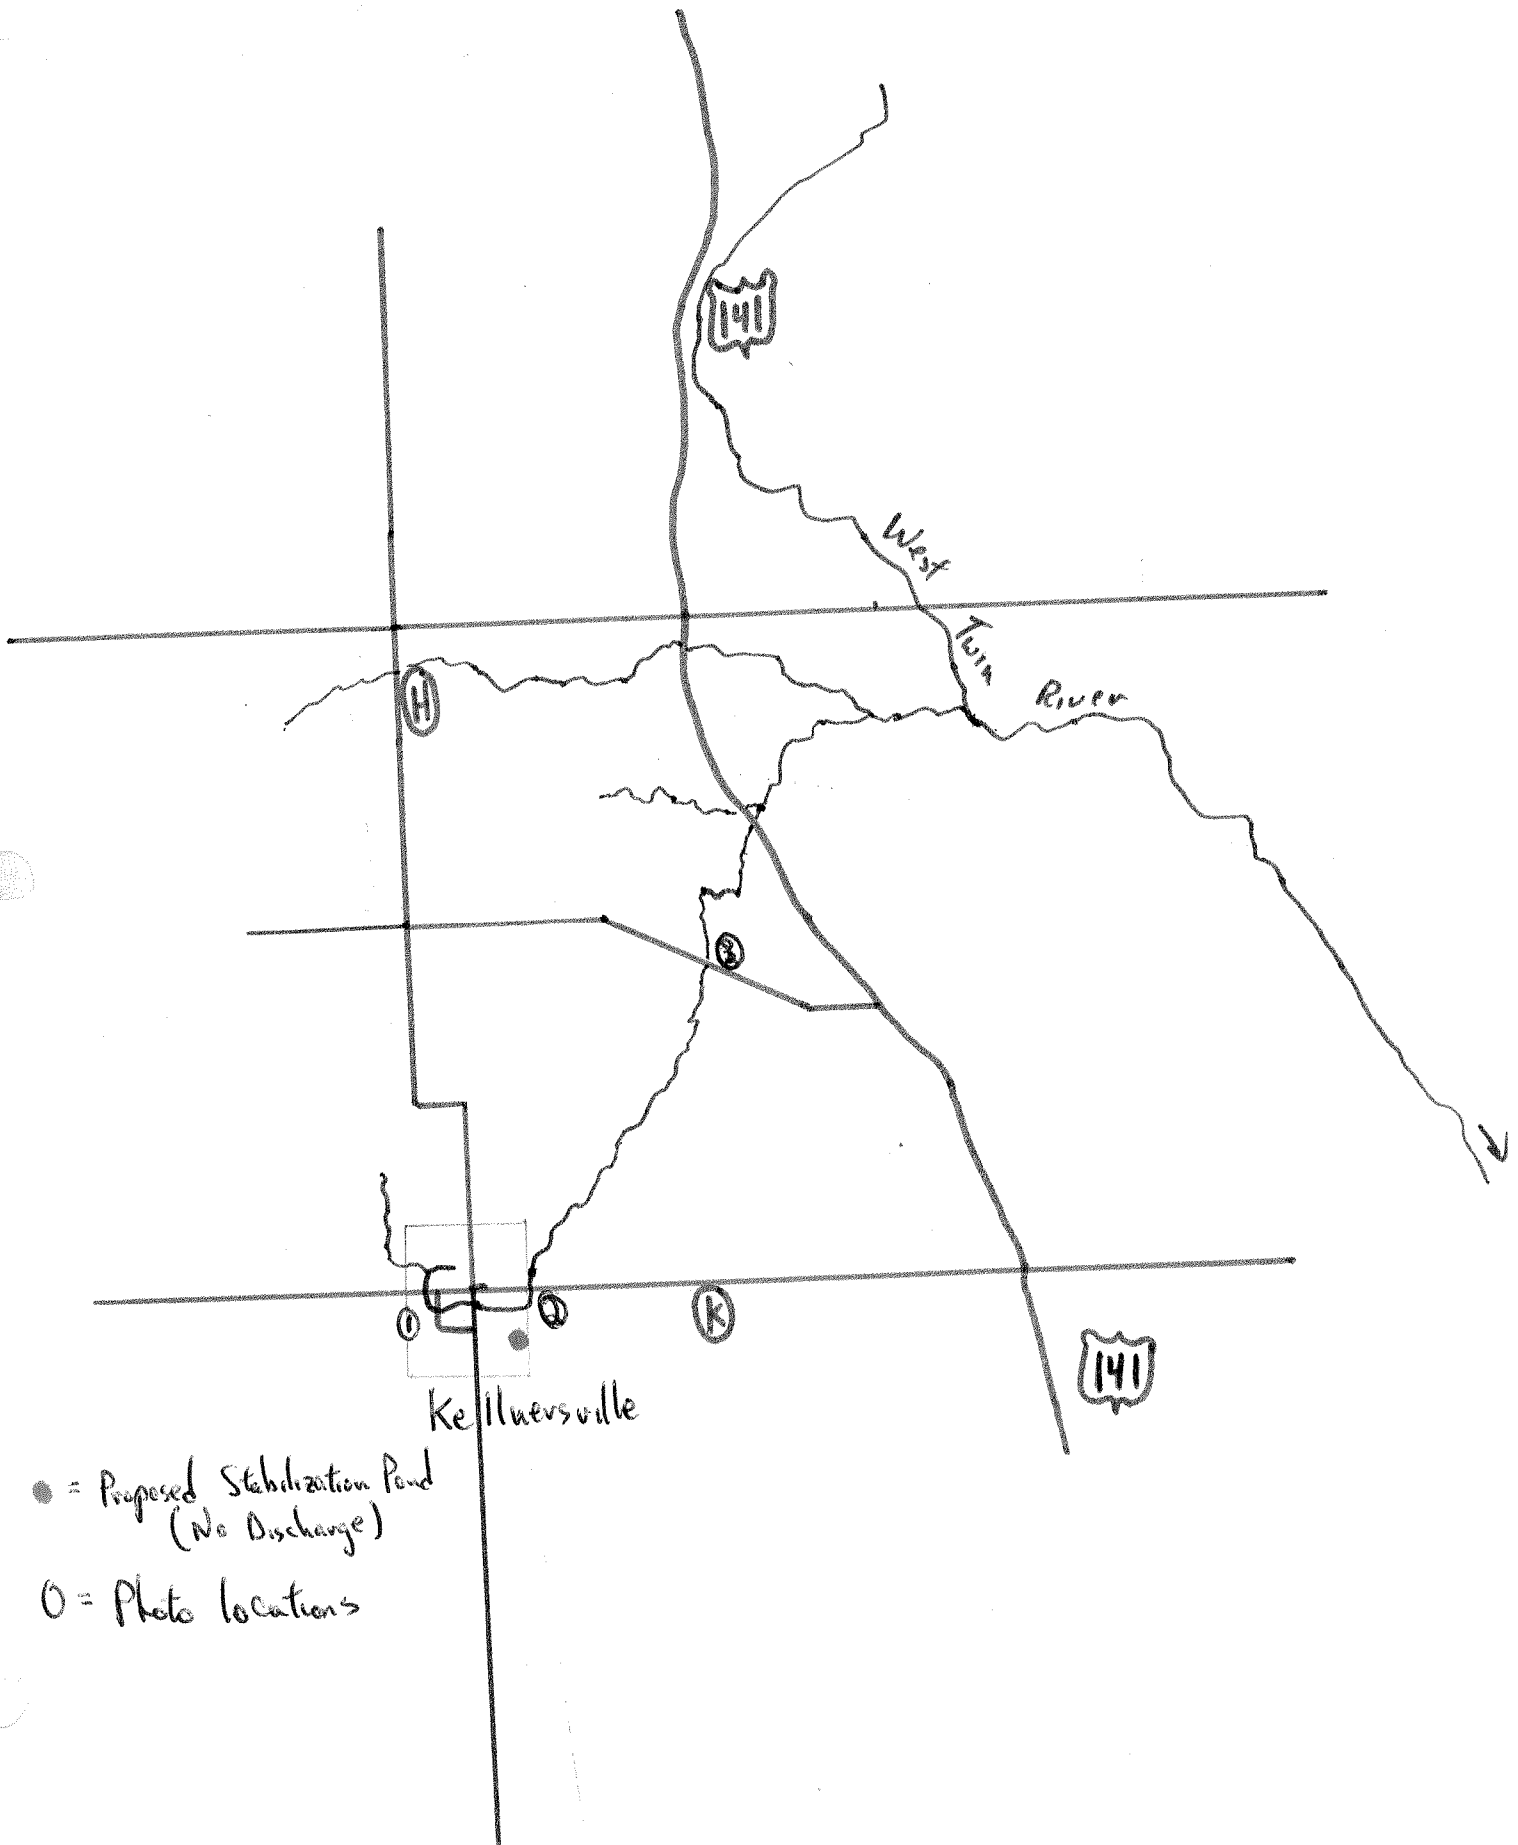 141
West
Twin
River
H
3
1
2
K
141
Kellnersville
= Proposed Stabilization Pond
(No Discharge)
O = Photo locations